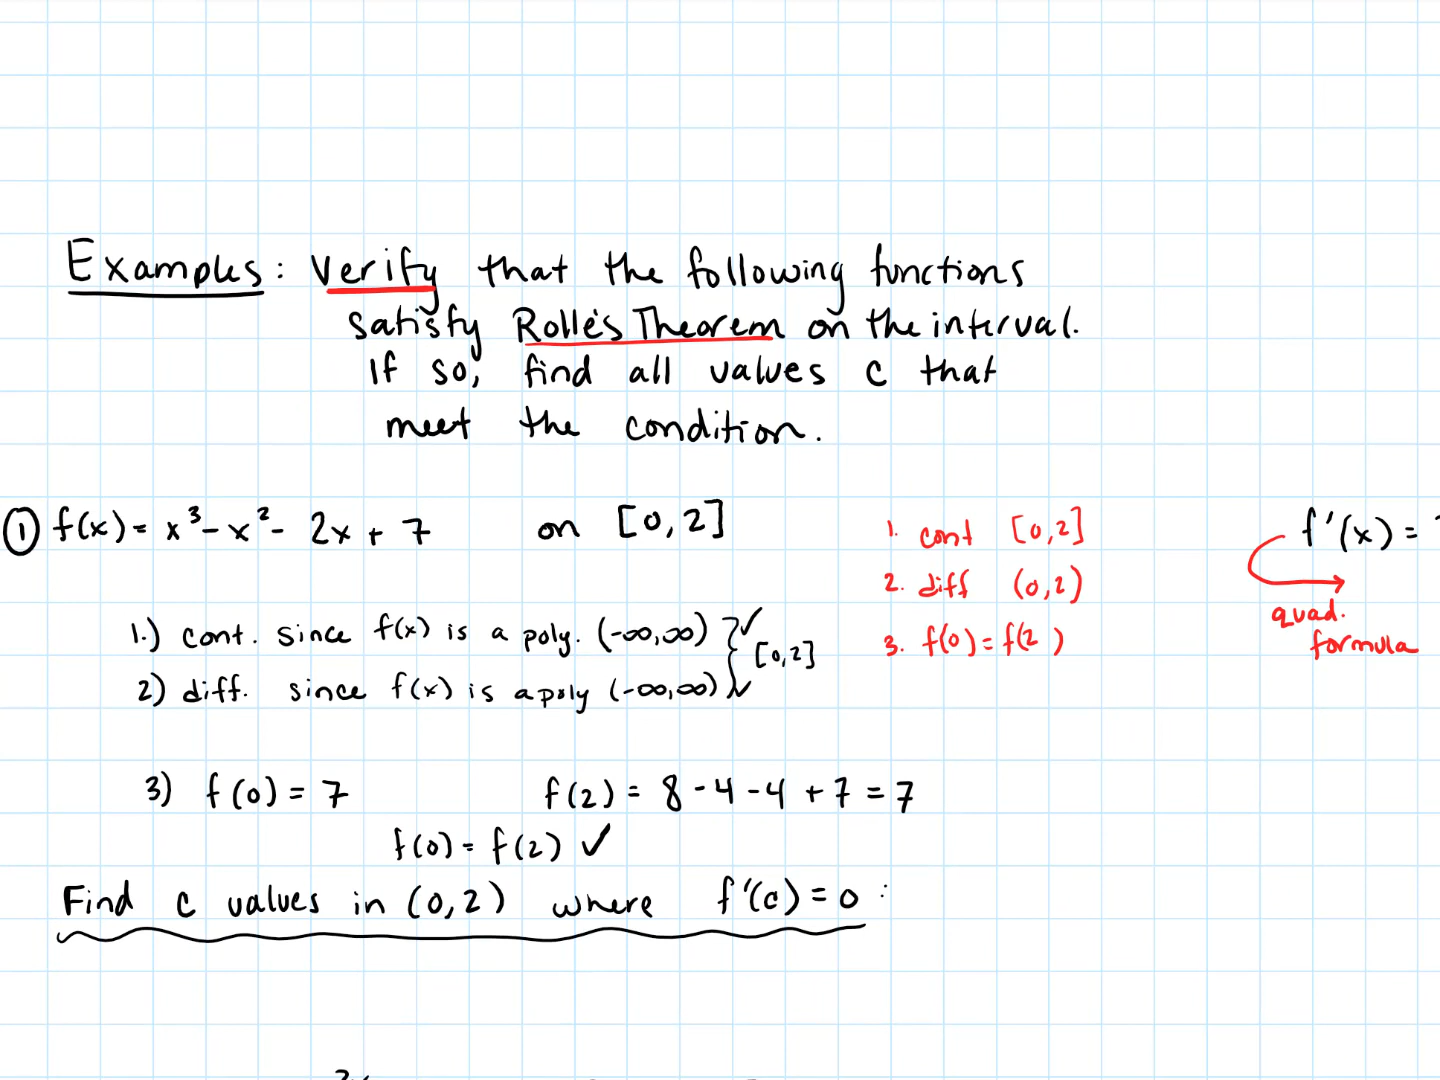 Examples: Verify that the following functions
satisfy Rolle's Theorem on the interval.
If so, find all values c that
meet the condition.
① f(x) = x³ - x² - 2x + 7 on [0, 2]
1. cont [0,2]
2. diff (0,2)
3. f(0) = f(2)
f'(x) =
quad.
formula
1.) cont. since f(x) is a poly. (-∞,∞) ✓
2) diff. since f(x) is a poly (-∞,∞) ✓
[0,2]
3) f(0) = 7 f(2) = 8 - 4 - 4 + 7 = 7
f(0) = f(2) ✓
Find c values in (0,2) where f'(c) = 0 :